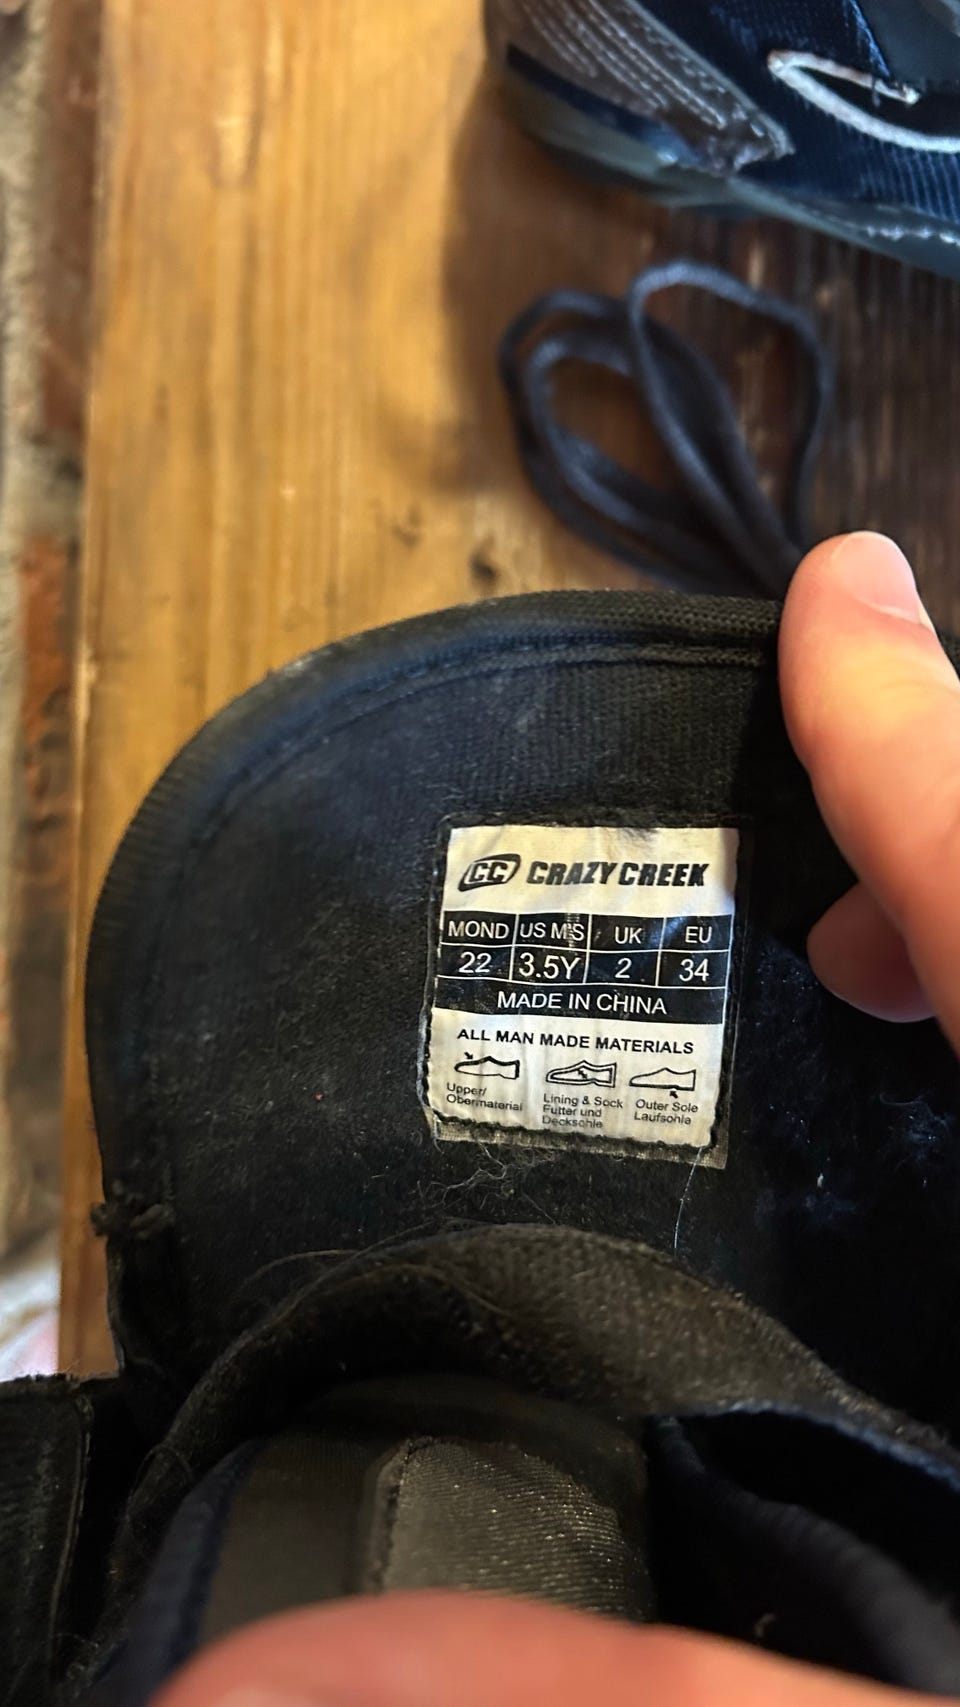 CC CRAZY CREEK
MOND US M'S UK EU
22 3.5Y 2 34
MADE IN CHINA
ALL MAN MADE MATERIALS
Upper/ Lining & Sock Outer Sole
Obermaterial Futter und Laufsohle
Decksohle